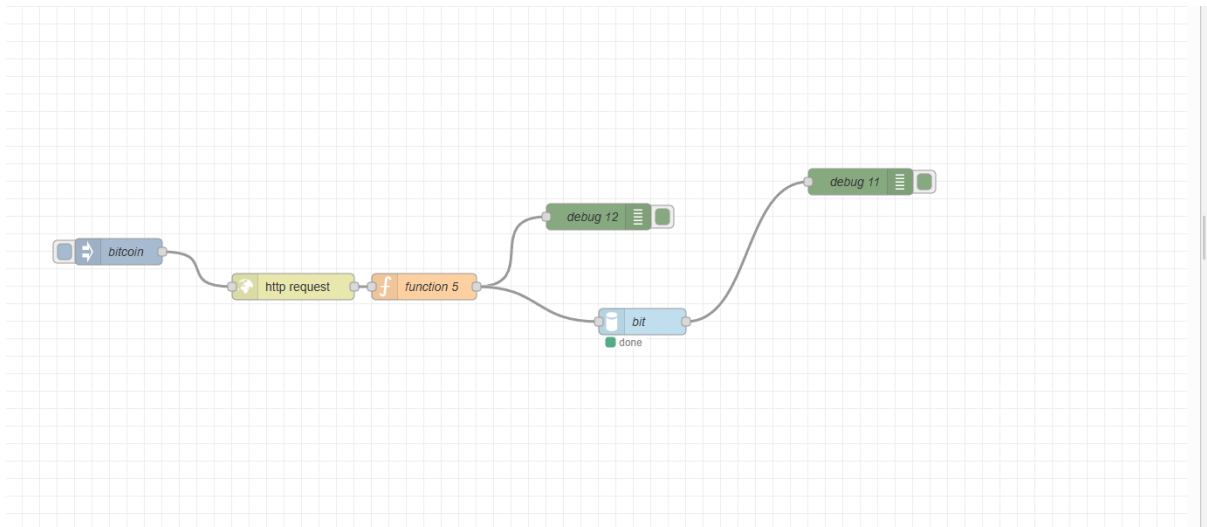 debug 11
debug 12
bitcoin
http request
function 5
bit
done